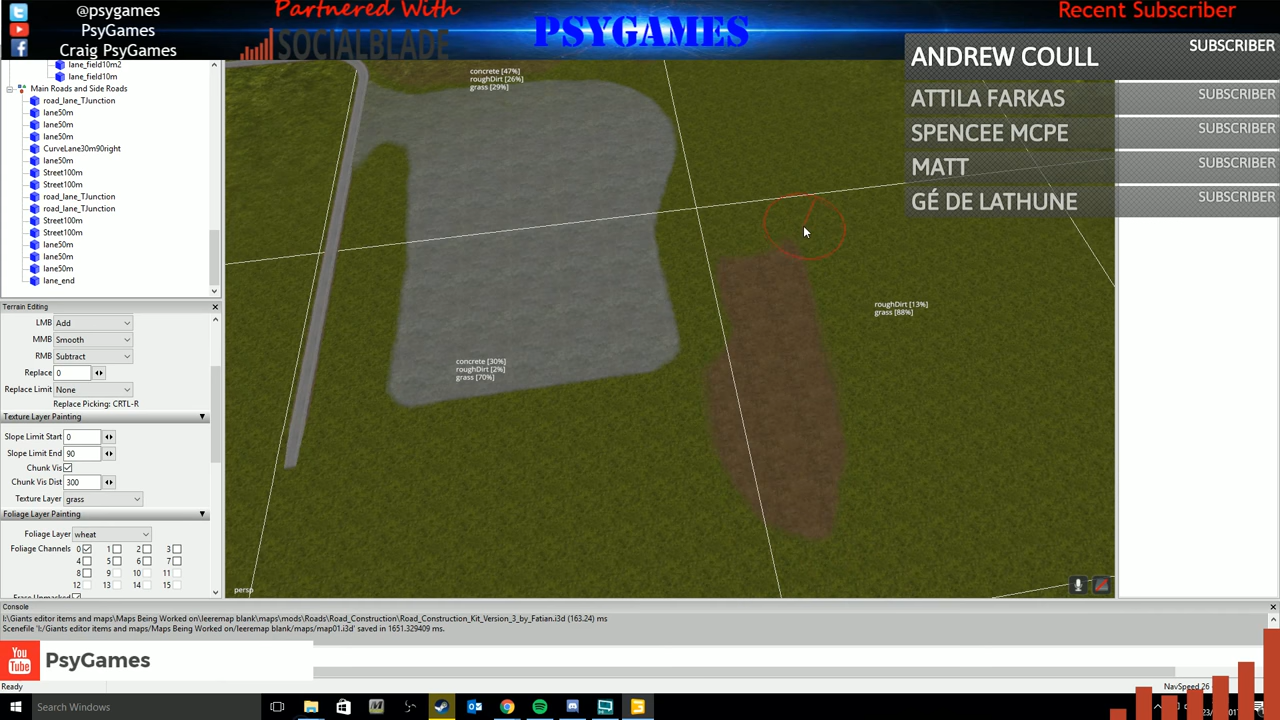 @psygames
PsyGames
Craig PsyGames
Partnered With
SOCIALBLADE
PSYGAMES
Recent Subscriber
ANDREW COULL SUBSCRIBER
ATTILA FARKAS SUBSCRIBER
SPENCEE MCPE SUBSCRIBER
MATT SUBSCRIBER
GÉ DE LATHUNE SUBSCRIBER
lane_field10m2
lane_field10m
Main Roads and Side Roads
road_lane_TJunction
lane50m
lane50m
lane50m
CurveLane30m90right
lane50m
Street100m
Street100m
road_lane_TJunction
road_lane_TJunction
Street100m
Street100m
lane50m
lane50m
lane50m
lane_end
Terrain Editing
LMB Add
MMB Smooth
RMB Subtract
Replace 0
Replace Limit None
Replace Picking: CRTL-R
Texture Layer Painting
Slope Limit Start 0
Slope Limit End 90
Chunk Vis
Chunk Vis Dist 300
Texture Layer grass
Foliage Layer Painting
Foliage Layer wheat
Foliage Channels 0 1 2 3
4 5 6 7
8 9 10 11
12 13 14 15
Erase Unmasked
concrete [47%]
roughDirt [26%]
grass [29%]
concrete [30%]
roughDirt [2%]
grass [70%]
roughDirt [13%]
grass [88%]
persp
Console
I:\Giants editor items and maps\Maps Being Worked on\leeremap blank\maps\mods\Roads\Road_Construction\Road_Construction_Kit_Version_3_by_Fatian.i3d (163.24) ms
Scenefile 'I:/Giants editor items and maps/Maps Being Worked on/leeremap blank/maps/map01.i3d' saved in 1651.329409 ms.
You Tube
PsyGames
Ready
NavSpeed 26
Search Windows